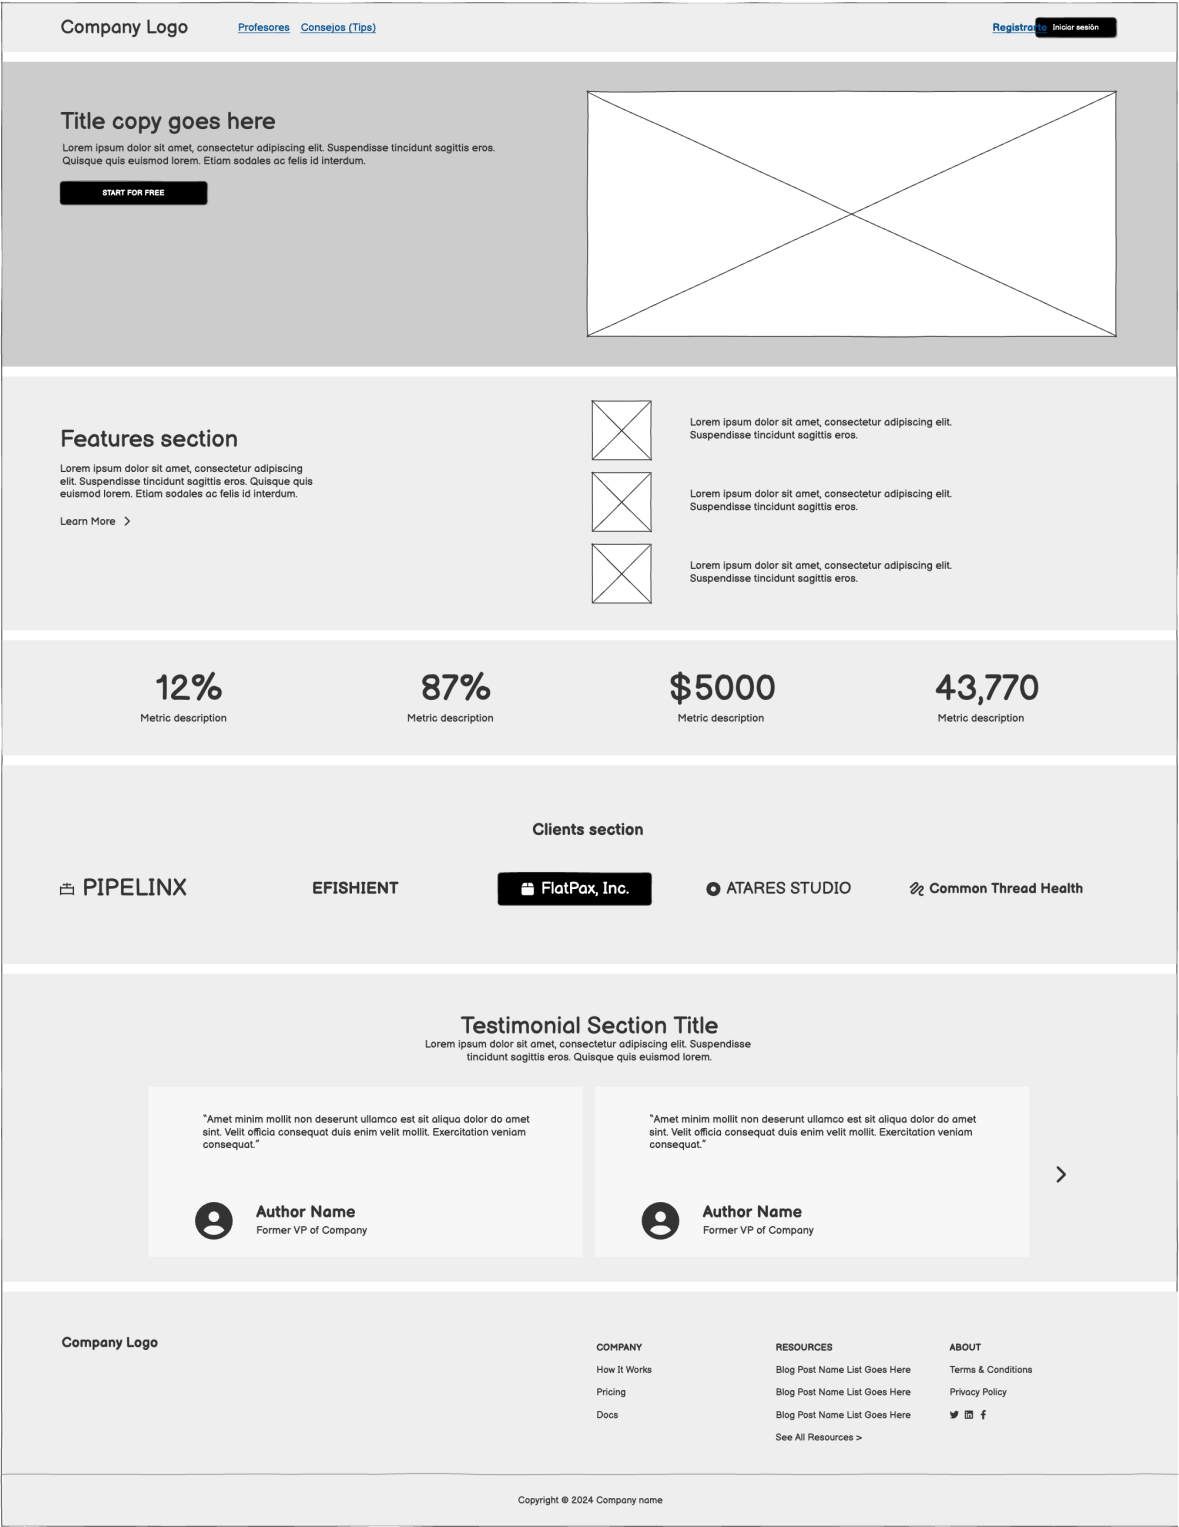 Company Logo
Profesores
Consejos (Tips)
Registrarte
Iniciar sesión
Title copy goes here
Lorem ipsum dolor sit amet, consectetur adipiscing elit. Suspendisse tincidunt sagittis eros.
Quisque quis euismod lorem. Etiam sodales ac felis id interdum.
START FOR FREE
Features section
Lorem ipsum dolor sit amet, consectetur adipiscing
elit. Suspendisse tincidunt sagittis eros. Quisque quis
euismod lorem. Etiam sodales ac felis id interdum.
Learn More
Lorem ipsum dolor sit amet, consectetur adipiscing elit.
Suspendisse tincidunt sagittis eros.
Lorem ipsum dolor sit amet, consectetur adipiscing elit.
Suspendisse tincidunt sagittis eros.
Lorem ipsum dolor sit amet, consectetur adipiscing elit.
Suspendisse tincidunt sagittis eros.
12%
Metric description
87%
Metric description
$5000
Metric description
43,770
Metric description
Clients section
PIPELINX
EFISHIENT
FlatPax, Inc.
ATARES STUDIO
Common Thread Health
Testimonial Section Title
Lorem ipsum dolor sit amet, consectetur adipiscing elit. Suspendisse
tincidunt sagittis eros. Quisque quis euismod lorem.
“Amet minim mollit non deserunt ullamco est sit aliqua dolor do amet
sint. Velit officia consequat duis enim velit mollit. Exercitation veniam
consequat.”
Author Name
Former VP of Company
“Amet minim mollit non deserunt ullamco est sit aliqua dolor do amet
sint. Velit officia consequat duis enim velit mollit. Exercitation veniam
consequat.”
Author Name
Former VP of Company
Company Logo
COMPANY
How It Works
Pricing
Docs
RESOURCES
Blog Post Name List Goes Here
Blog Post Name List Goes Here
Blog Post Name List Goes Here
See All Resources >
ABOUT
Terms & Conditions
Privacy Policy
Copyright © 2024 Company name